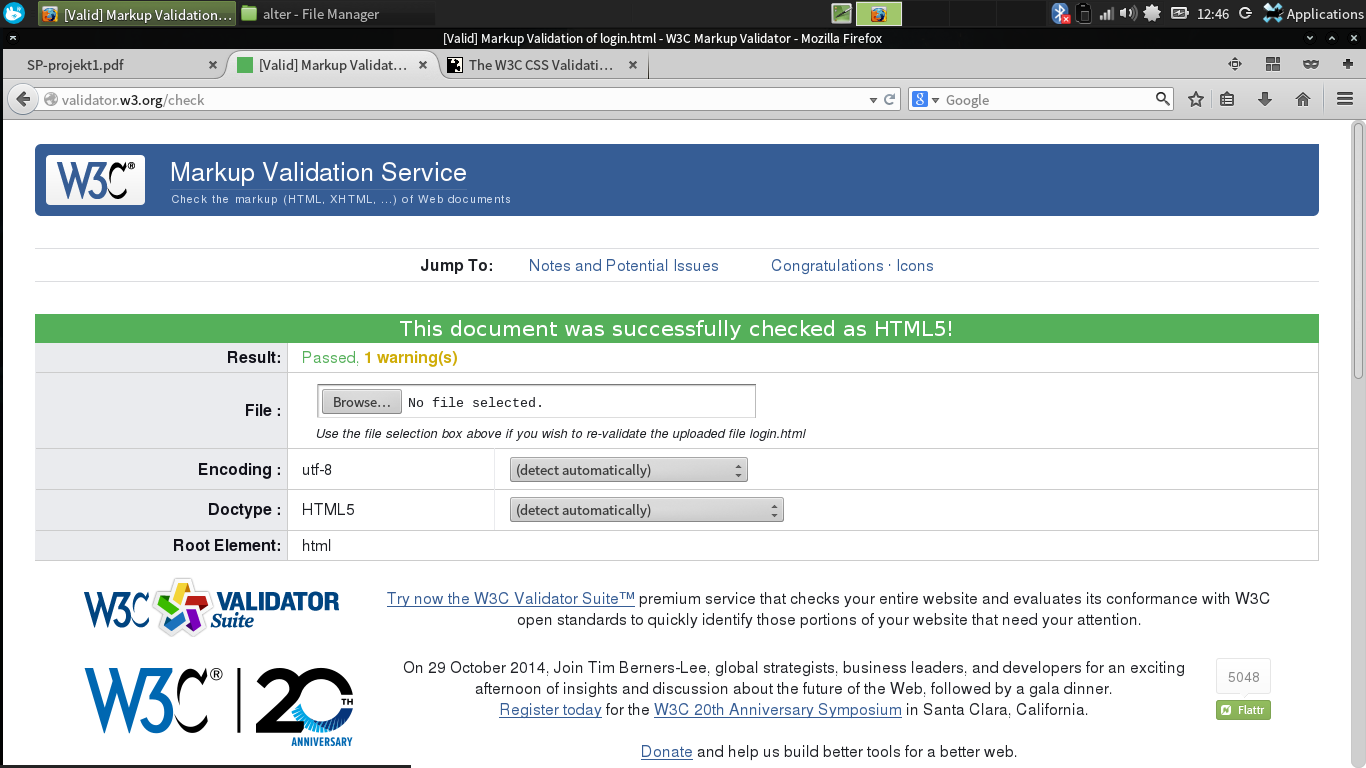 [Valid] Markup Validation... alter - File Manager 12:46 Applications
[Valid] Markup Validation of login.html - W3C Markup Validator - Mozilla Firefox
SP-projekt1.pdf [Valid] Markup Validat... The W3C CSS Validati...
validator.w3.org/check 8 Google
W3C® Markup Validation Service
Check the markup (HTML, XHTML, ...) of Web documents
Jump To: Notes and Potential Issues Congratulations · Icons
This document was successfully checked as HTML5!
Result: Passed, 1 warning(s)
File : Browse... No file selected.
Use the file selection box above if you wish to re-validate the uploaded file login.html
Encoding : utf-8 (detect automatically)
Doctype : HTML5 (detect automatically)
Root Element: html
W3C VALIDATOR Suite
Try now the W3C Validator Suite™ premium service that checks your entire website and evaluates its conformance with W3C
open standards to quickly identify those portions of your website that need your attention.
W3C® 20TH ANNIVERSARY
On 29 October 2014, Join Tim Berners-Lee, global strategists, business leaders, and developers for an exciting
afternoon of insights and discussion about the future of the Web, followed by a gala dinner.
Register today for the W3C 20th Anniversary Symposium in Santa Clara, California.
5048
Flattr
Donate and help us build better tools for a better web.